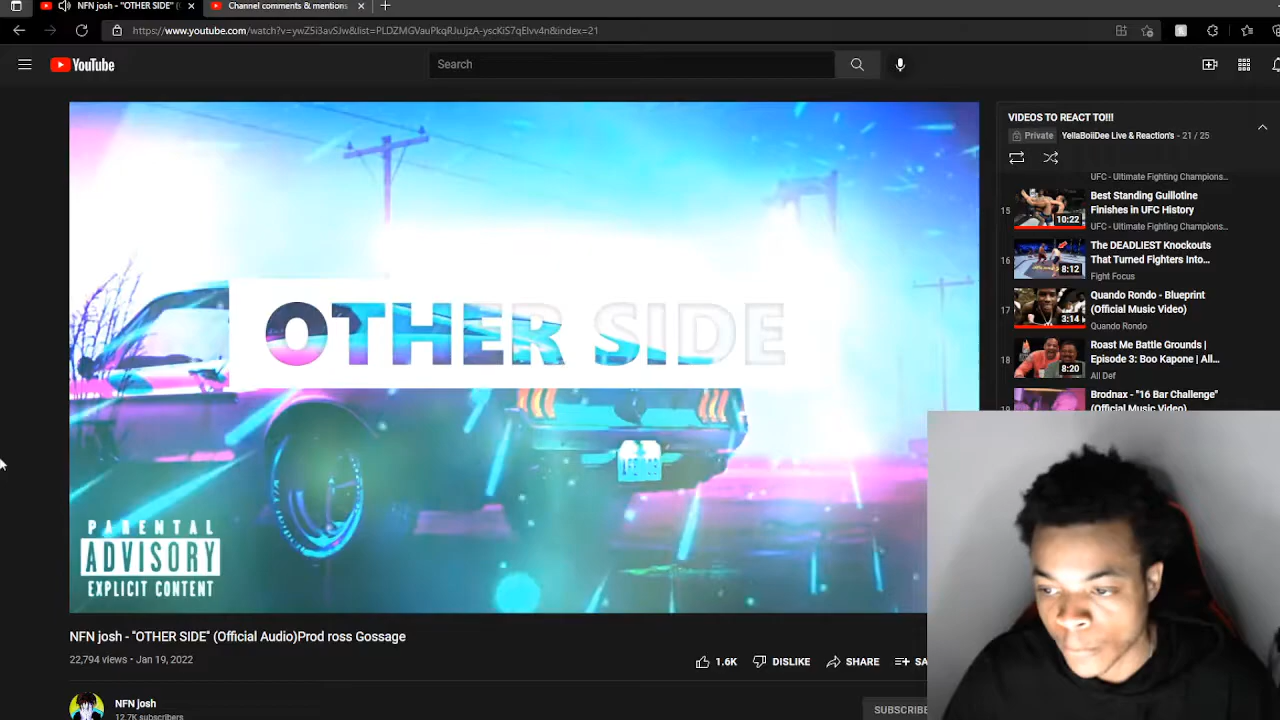 NFN josh - "OTHER SIDE" (
Channel comments & mentions
https://www.youtube.com/watch?v=ywZ5i3avSJw&list=PLDZMGVauPkqRJuJjzA-yscKiS7qElvv4n&index=21
YouTube
Search
OTHER SIDE
PARENTAL
ADVISORY
EXPLICIT CONTENT
NFN josh - "OTHER SIDE" (Official Audio)Prod ross Gossage
22,794 views • Jan 19, 2022
1.6K
DISLIKE
SHARE
SA
NFN josh
12.7K subscribers
SUBSCRIBE
VIDEOS TO REACT TO!!!
Private
YellaBoiiDee Live & Reaction's - 21 / 25
UFC - Ultimate Fighting Champions...
15
10:22
Best Standing Guillotine
Finishes in UFC History
UFC - Ultimate Fighting Champions...
16
8:12
The DEADLIEST Knockouts
That Turned Fighters Into...
Fight Focus
17
3:14
Quando Rondo - Blueprint
(Official Music Video)
Quando Rondo
18
8:20
Roast Me Battle Grounds |
Episode 3: Boo Kapone | All...
All Def
Brodnax - "16 Bar Challenge"
(Official Music Video)